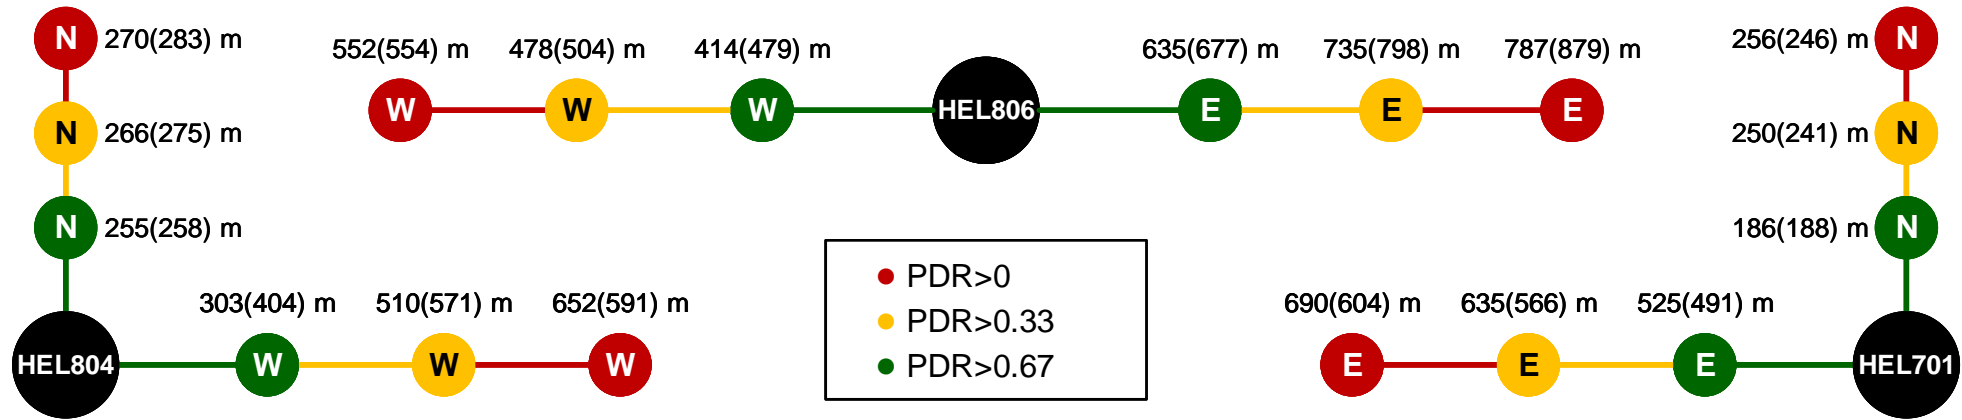 N 270(283) m
552(554) m 478(504) m 414(479) m
635(677) m 735(798) m 787(879) m
256(246) m N
W W W HEL806 E E E
N 266(275) m
250(241) m N
N 255(258) m
186(188) m N
PDR>0
PDR>0.33
PDR>0.67
303(404) m 510(571) m 652(591) m
690(604) m 635(566) m 525(491) m
HEL804 W W W
E E E HEL701